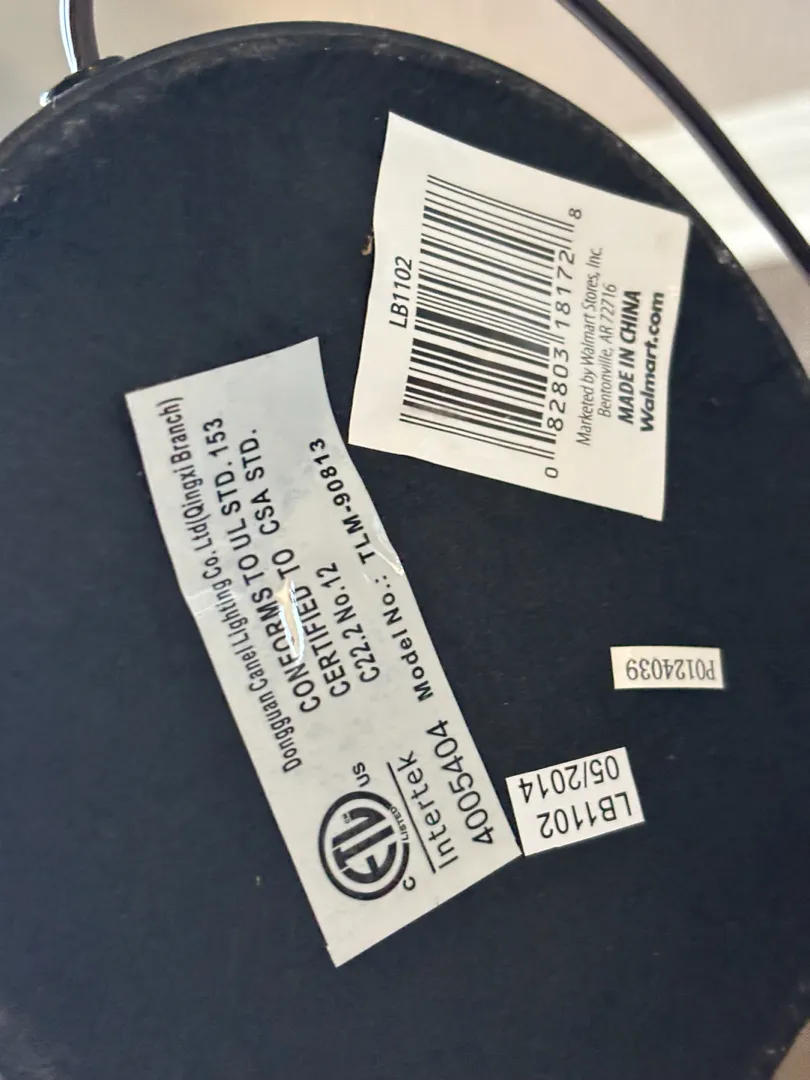 LB1102
0 82803 18172 8
Marketed by Walmart Stores, Inc.
Bentonville, AR 72716
MADE IN CHINA
Walmart.com
Dongguan Canel Lighting Co. Ltd(Qingxi Branch)
CONFORMS TO UL STD. 153
CERTIFIED TO CSA STD.
C22.2 No.12
ETL
LISTED
C US
Intertek
4005404 Model No.: TLM-90813
P0124039
LB1102
05/2014